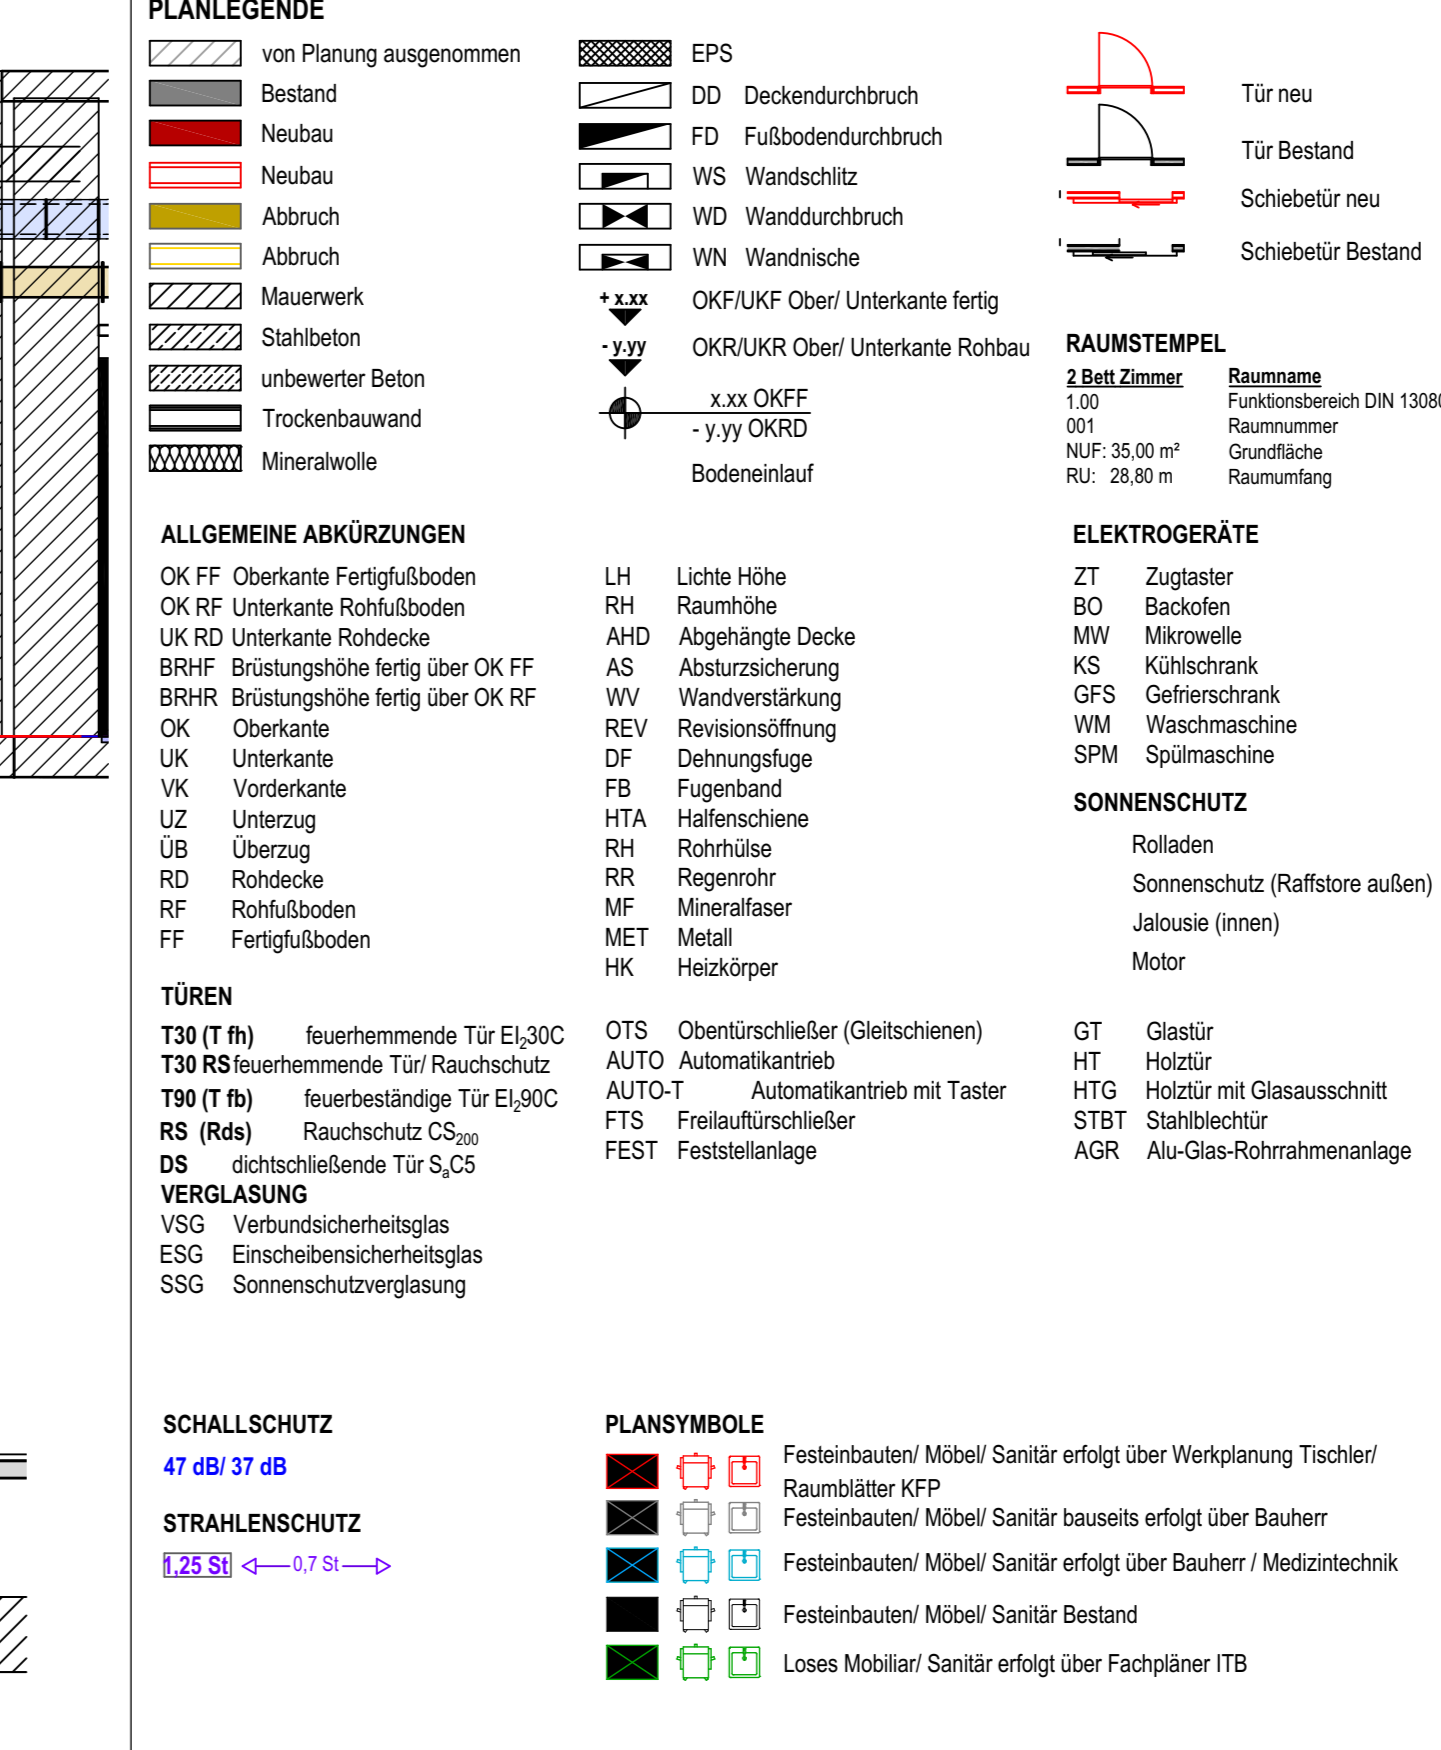 PLANLEGENDE
von Planung ausgenommen
Bestand
Neubau
Neubau
Abbruch
Abbruch
Mauerwerk
Stahlbeton
unbewerter Beton
Trockenbauwand
Mineralwolle
EPS
DD Deckendurchbruch
FD Fußbodendurchbruch
WS Wandschlitz
WD Wanddurchbruch
WN Wandnische
+ x.xx OKF/UKF Ober/ Unterkante fertig
- y.yy OKR/UKR Ober/ Unterkante Rohbau
x.xx OKFF
- y.yy OKRD
Bodeneinlauf
Tür neu
Tür Bestand
Schiebetür neu
Schiebetür Bestand
RAUMSTEMPEL
2 Bett Zimmer Raumname
1.00 Funktionsbereich DIN 13080
001 Raumnummer
NUF: 35,00 m² Grundfläche
RU: 28,80 m Raumumfang
ALLGEMEINE ABKÜRZUNGEN
OK FF Oberkante Fertigfußboden
OK RF Unterkante Rohfußboden
UK RD Unterkante Rohdecke
BRHF Brüstungshöhe fertig über OK FF
BRHR Brüstungshöhe fertig über OK RF
OK Oberkante
UK Unterkante
VK Vorderkante
UZ Unterzug
ÜB Überzug
RD Rohdecke
RF Rohfußboden
FF Fertigfußboden
LH Lichte Höhe
RH Raumhöhe
AHD Abgehängte Decke
AS Absturzsicherung
WV Wandverstärkung
REV Revisionsöffnung
DF Dehnungsfuge
FB Fugenband
HTA Halfenschiene
RH Rohrhülse
RR Regenrohr
MF Mineralfaser
MET Metall
HK Heizkörper
ELEKTROGERÄTE
ZT Zugtaster
BO Backofen
MW Mikrowelle
KS Kühlschrank
GFS Gefrierschrank
WM Waschmaschine
SPM Spülmaschine
SONNENSCHUTZ
Rolladen
Sonnenschutz (Raffstore außen)
Jalousie (innen)
Motor
TÜREN
T30 (T fh) feuerhemmende Tür EI₂30C
T30 RS feuerhemmende Tür/ Rauchschutz
T90 (T fb) feuerbeständige Tür EI₂90C
RS (Rds) Rauchschutz CS₂₀₀
DS dichtschließende Tür SₐC5
OTS Obentürschließer (Gleitschienen)
AUTO Automatikantrieb
AUTO-T Automatikantrieb mit Taster
FTS Freilauftürschließer
FEST Feststellanlage
GT Glastür
HT Holztür
HTG Holztür mit Glasausschnitt
STBT Stahlblechtür
AGR Alu-Glas-Rohrrahmenanlage
VERGLASUNG
VSG Verbundsicherheitsglas
ESG Einscheibensicherheitsglas
SSG Sonnenschutzverglasung
SCHALLSCHUTZ
47 dB/ 37 dB
STRAHLENSCHUTZ
1,25 St 0,7 St
PLANSYMBOLE
Festeinbauten/ Möbel/ Sanitär erfolgt über Werkplanung Tischler/
Raumblätter KFP
Festeinbauten/ Möbel/ Sanitär bauseits erfolgt über Bauherr
Festeinbauten/ Möbel/ Sanitär erfolgt über Bauherr / Medizintechnik
Festeinbauten/ Möbel/ Sanitär Bestand
Loses Mobiliar/ Sanitär erfolgt über Fachpläner ITB